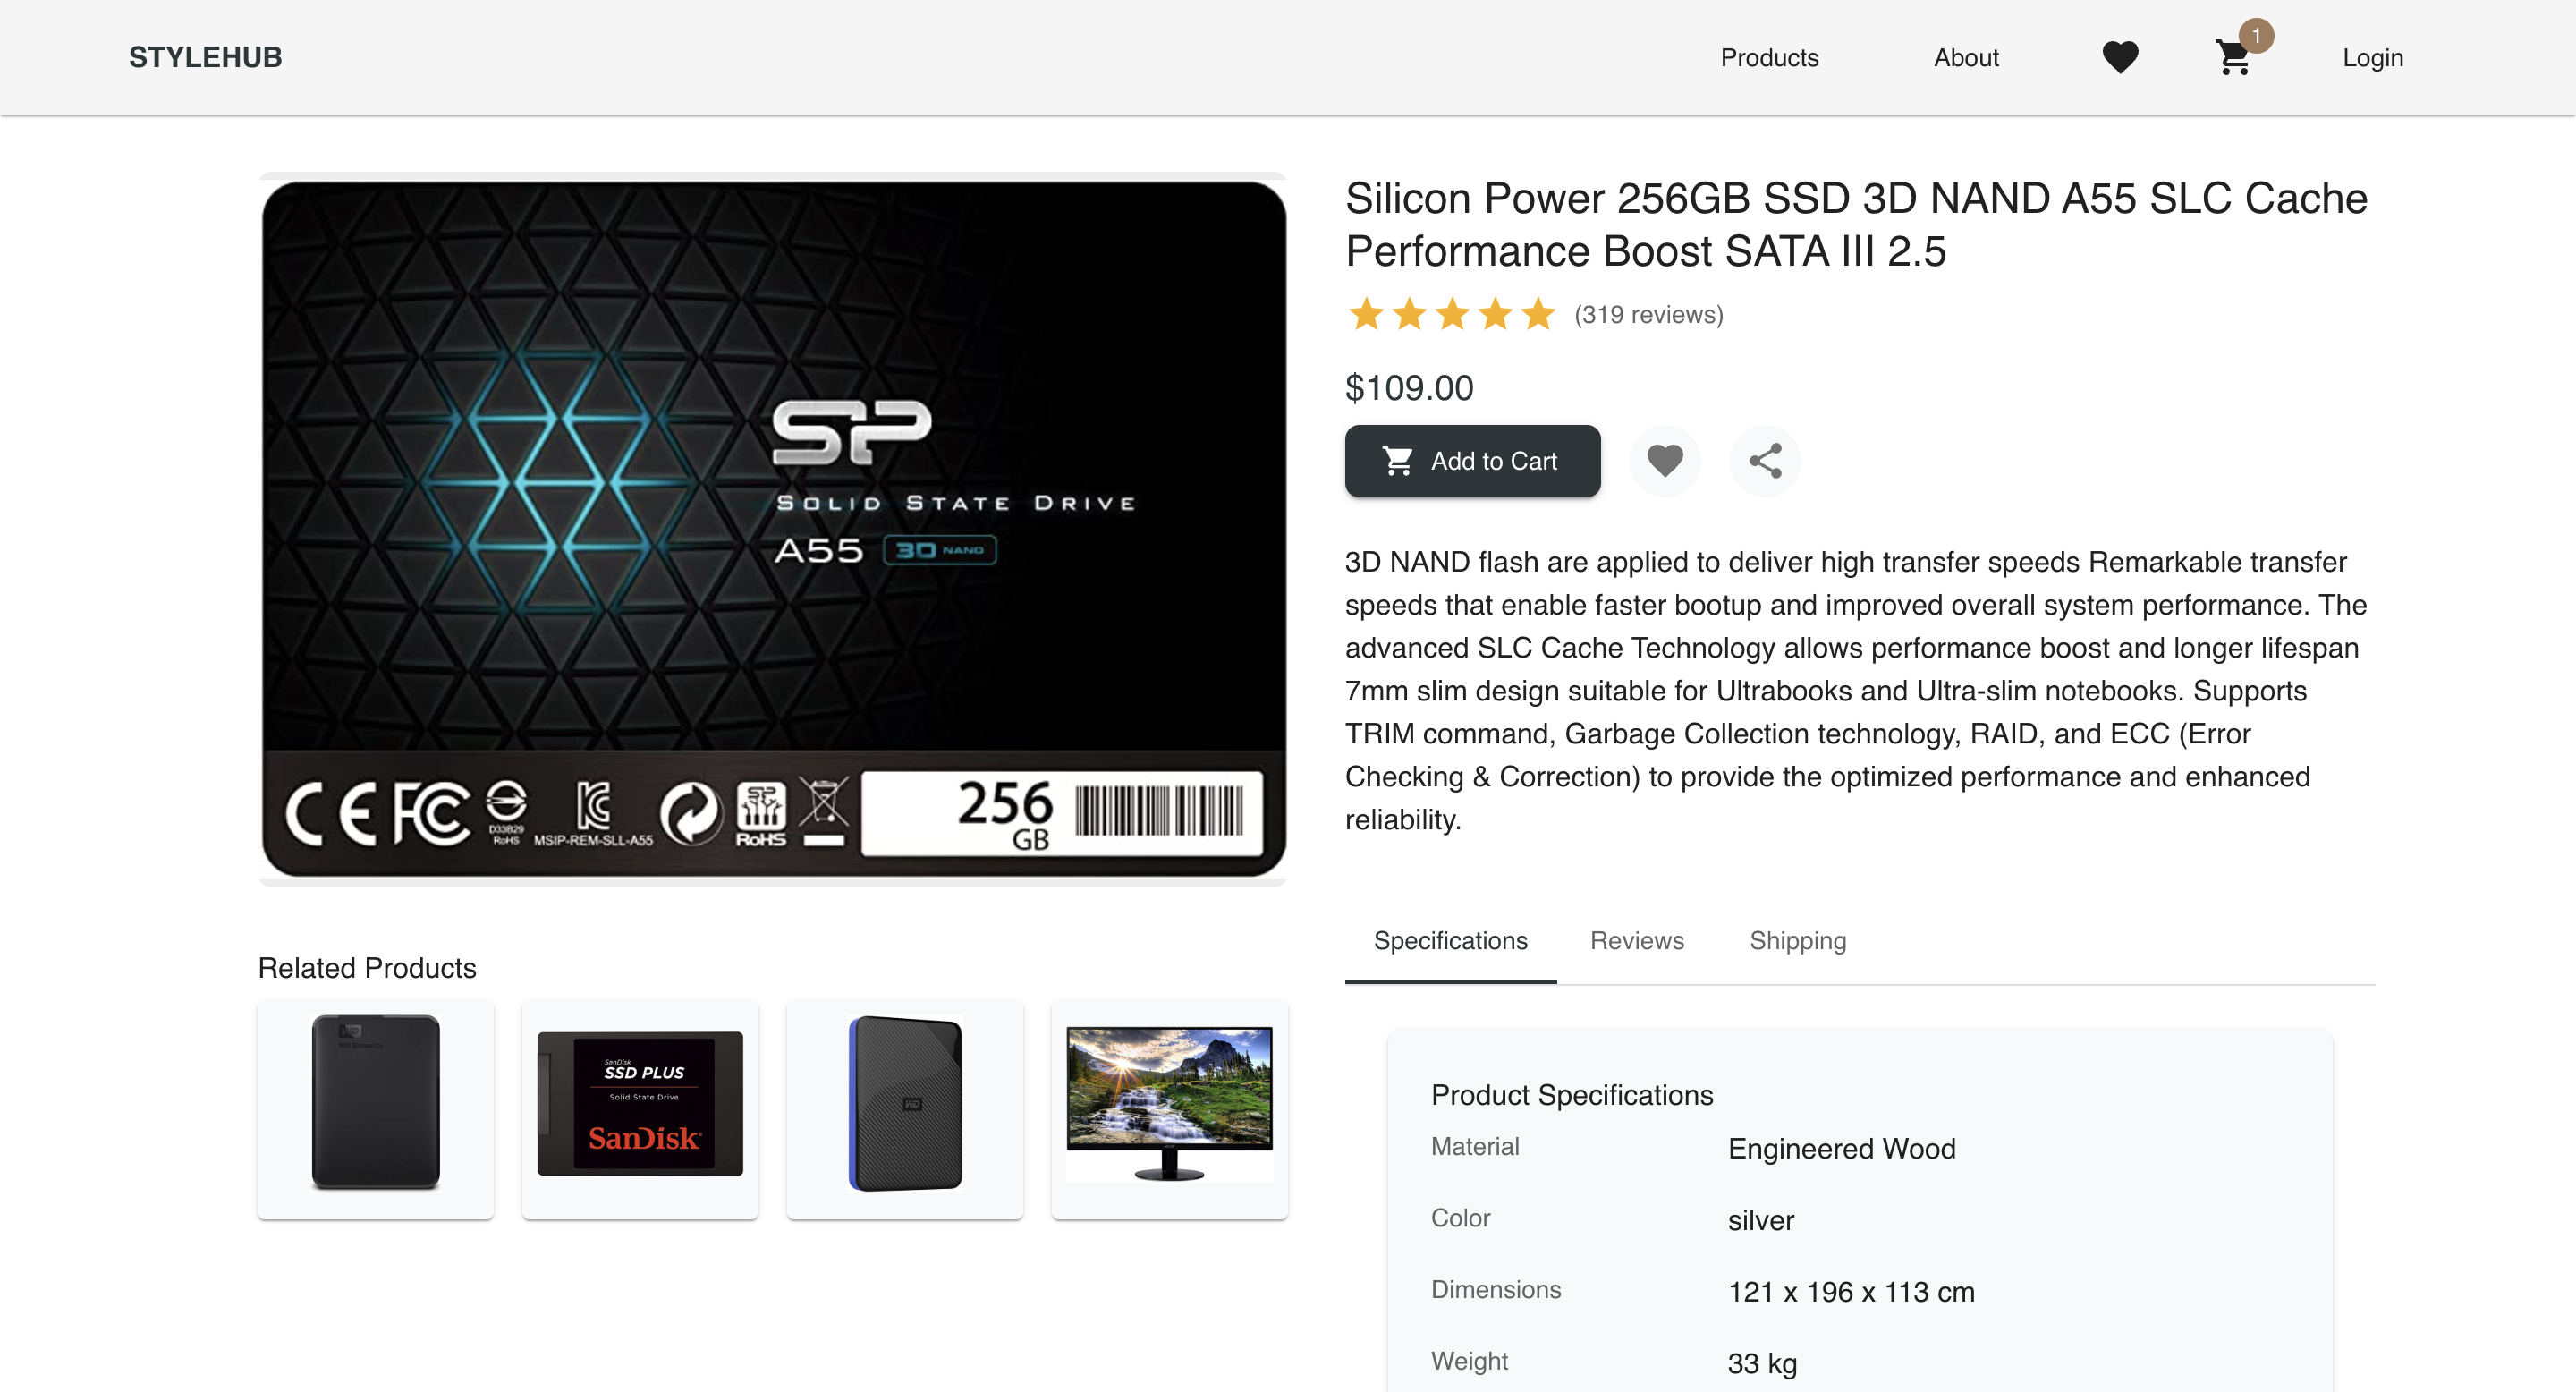 STYLEHUB
Products
About
1
Login
SP
SOLID STATE DRIVE
A55 3D NAND
CE FC
D33B29
RoHS
MSIP-REM-SLL-A55
SP
RoHS
256
GB
Silicon Power 256GB SSD 3D NAND A55 SLC Cache
Performance Boost SATA III 2.5
(319 reviews)
$109.00
Add to Cart
3D NAND flash are applied to deliver high transfer speeds Remarkable transfer
speeds that enable faster bootup and improved overall system performance. The
advanced SLC Cache Technology allows performance boost and longer lifespan
7mm slim design suitable for Ultrabooks and Ultra-slim notebooks. Supports
TRIM command, Garbage Collection technology, RAID, and ECC (Error
Checking & Correction) to provide the optimized performance and enhanced
reliability.
Related Products
WD
WD Elements
SanDisk
SSD PLUS
Solid State Drive
SanDisk
WD
acer
Specifications
Reviews
Shipping
Product Specifications
Material Engineered Wood
Color silver
Dimensions 121 x 196 x 113 cm
Weight 33 kg